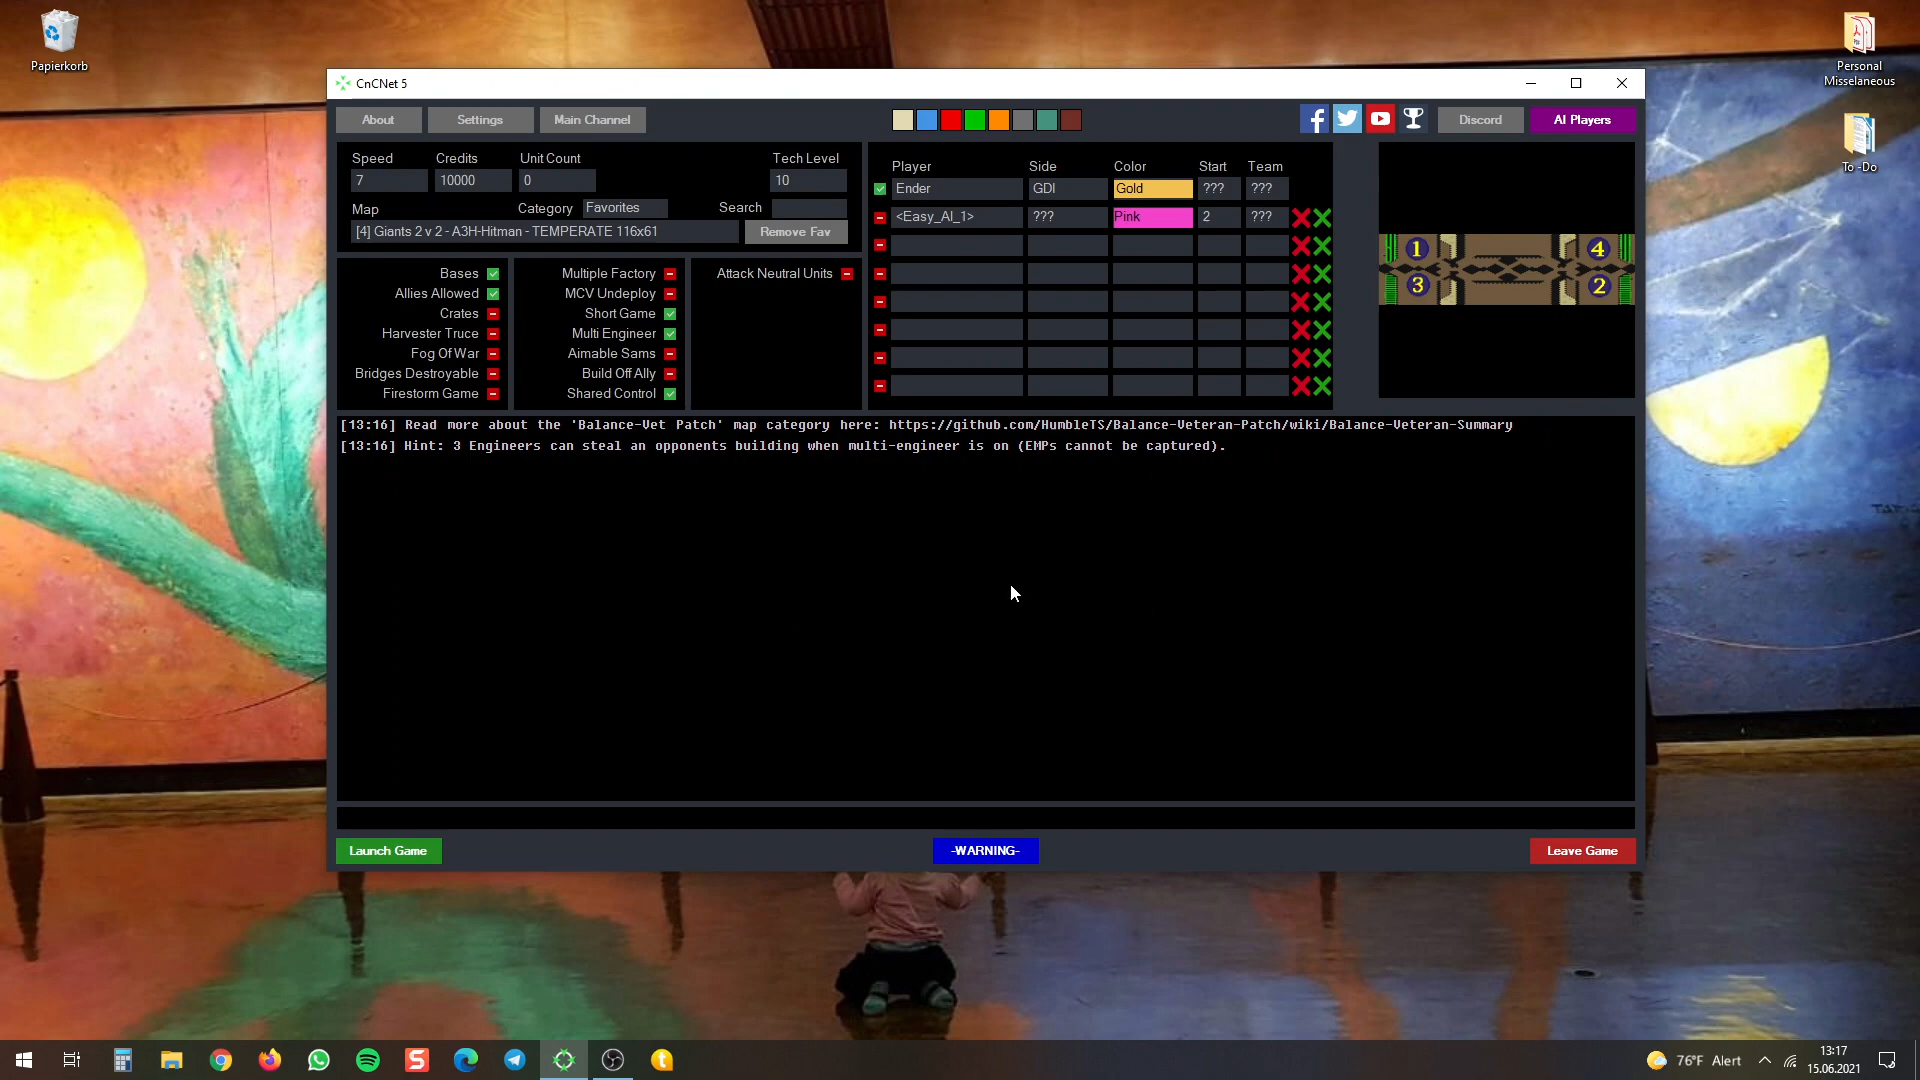 Papierkorb
Personal
Misselaneous
To -Do
CnCNet 5
About
Settings
Main Channel
Discord
AI Players
Speed
Credits
Unit Count
Tech Level
7
10000
0
10
Map
Category
Favorites
Search
[4] Giants 2 v 2 - A3H-Hitman - TEMPERATE 116x61
Remove Fav
Player
Side
Color
Start
Team
Ender
GDI
Gold
???
???
<Easy_AI_1>
???
Pink
2
???
1
4
3
2
Bases
Allies Allowed
Crates
Harvester Truce
Fog Of War
Bridges Destroyable
Firestorm Game
Multiple Factory
MCV Undeploy
Short Game
Multi Engineer
Aimable Sams
Build Off Ally
Shared Control
Attack Neutral Units
[13:16] Read more about the 'Balance-Vet Patch' map category here: https://github.com/HumbleTS/Balance-Veteran-Patch/wiki/Balance-Veteran-Summary
[13:16] Hint: 3 Engineers can steal an opponents building when multi-engineer is on (EMPs cannot be captured).
Launch Game
-WARNING-
Leave Game
76°F Alert
13:17
15.06.2021